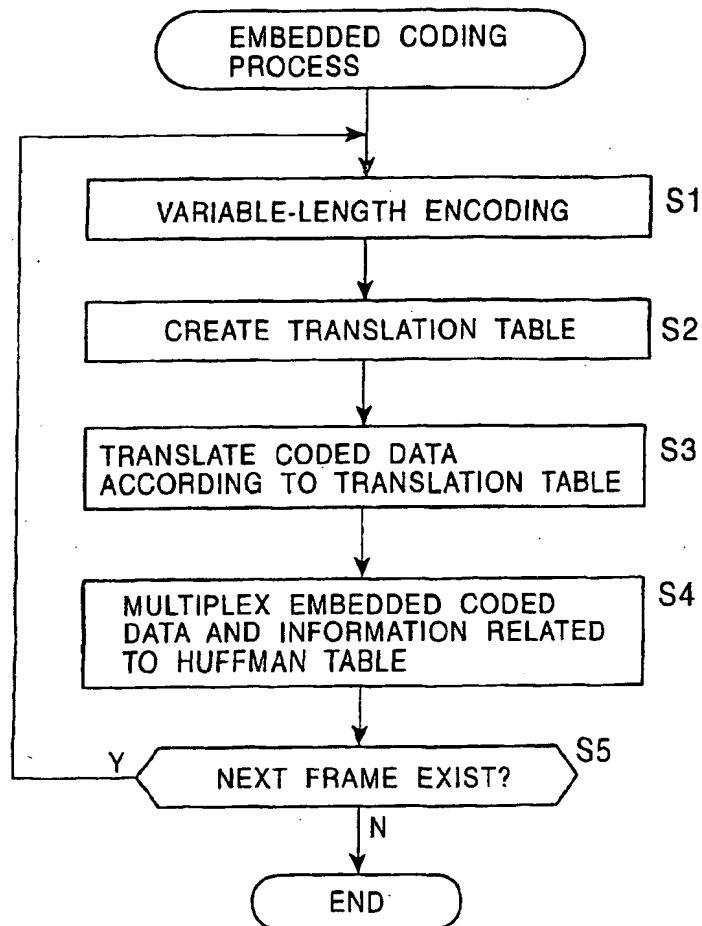 EMBEDDED CODING
PROCESS
VARIABLE-LENGTH ENCODING
S1
CREATE TRANSLATION TABLE
S2
TRANSLATE CODED DATA
ACCORDING TO TRANSLATION TABLE
S3
MULTIPLEX EMBEDDED CODED
DATA AND INFORMATION RELATED
TO HUFFMAN TABLE
S4
NEXT FRAME EXIST?
S5
Y
N
END